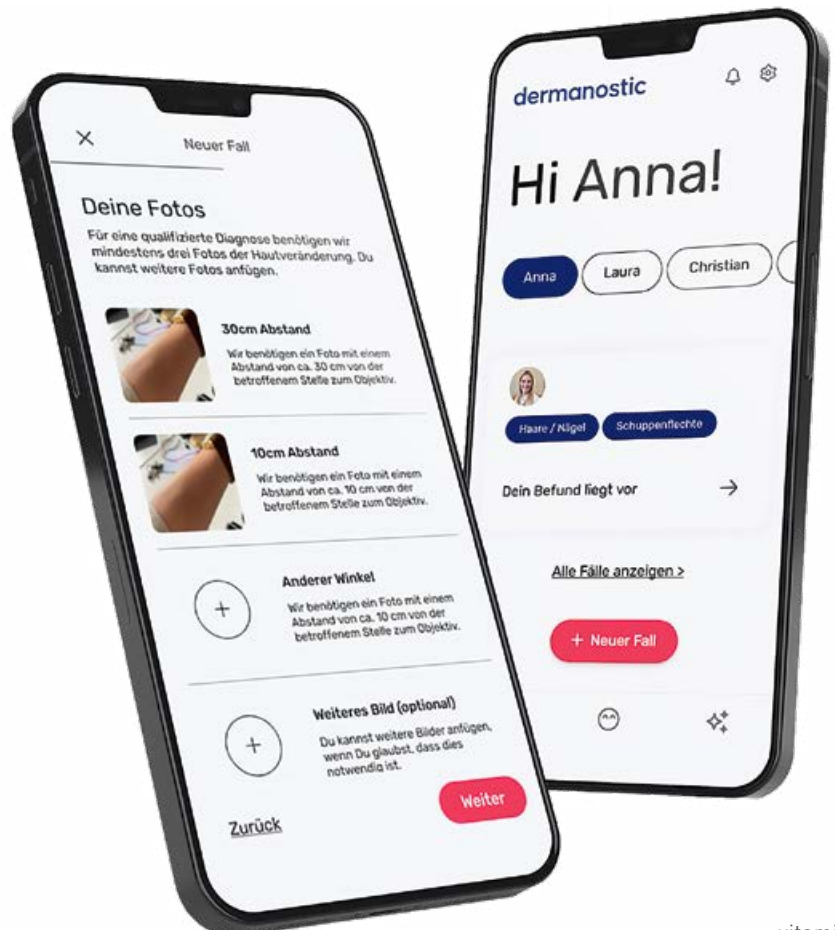 Neuer Fall
Deine Fotos
Für eine qualifizierte Diagnose benötigen wir
mindestens drei Fotos der Hautveränderung. Du
kannst weitere Fotos anfügen.
30cm Abstand
Wir benötigen ein Foto mit einem
Abstand von ca. 30 cm von der
betroffenem Stelle zum Objektiv.
10cm Abstand
Wir benötigen ein Foto mit einem
Abstand von ca. 10 cm von der
betroffenem Stelle zum Objektiv.
Anderer Winkel
Wir benötigen ein Foto mit einem
Abstand von ca. 10 cm von der
betroffenem Stelle zum Objektiv.
Weiteres Bild (optional)
Du kannst weitere Bilder anfügen,
wenn Du glaubst, dass dies
notwendig ist.
Zurück
Weiter
dermanostic
Hi Anna!
Anna
Laura
Christian
Haare / Nägel
Schuppenflechte
Dein Befund liegt vor
Alle Fälle anzeigen >
+ Neuer Fall